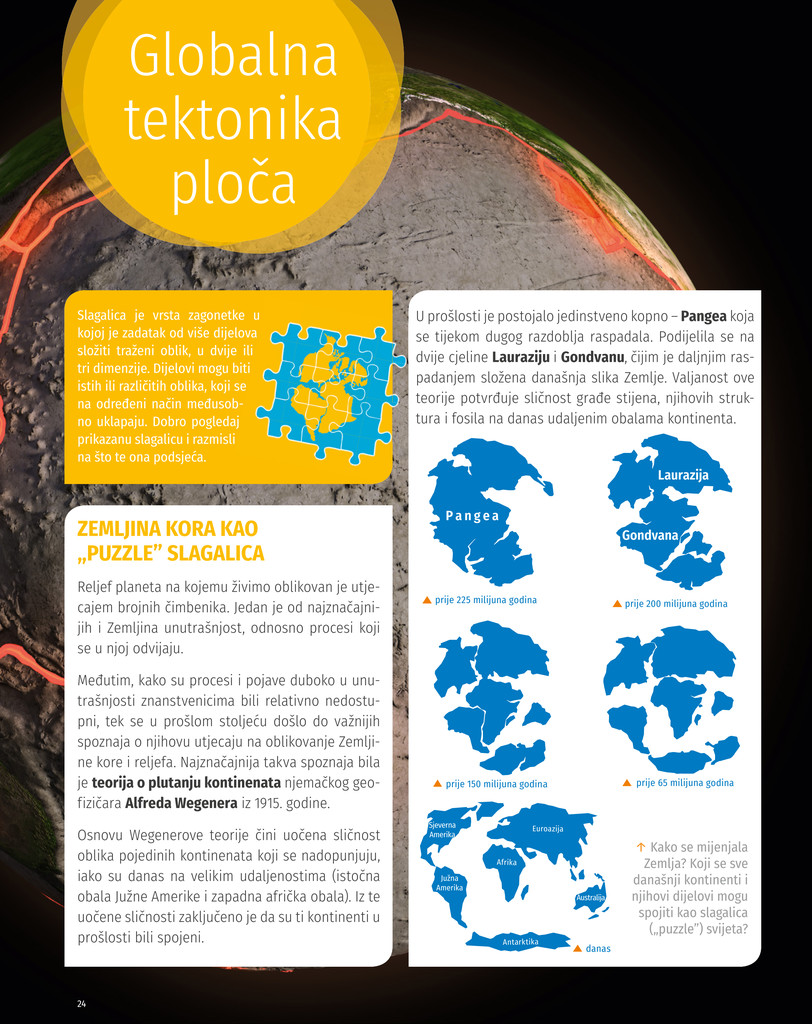 Globalna
tektonika
ploča
Slagalica je vrsta zagonetke u
kojoj je zadatak od više dijelova
složiti traženi oblik, u dvije ili
tri dimenzije. Dijelovi mogu biti
istih ili različitih oblika, koji se
na određeni način međusob-
no uklapaju. Dobro pogledaj
prikazanu slagalicu i razmisli
na što te ona podsjeća.
ZEMLJINA KORA KAO
„PUZZLE” SLAGALICA
Reljef planeta na kojemu živimo oblikovan je utje-
cajem brojnih čimbenika. Jedan je od najznačajni-
jih i Zemljina unutrašnjost, odnosno procesi koji
se u njoj odvijaju.
Međutim, kako su procesi i pojave duboko u unu-
trašnjosti znanstvenicima bili relativno nedostu-
pni, tek se u prošlom stoljeću došlo do važnijih
spoznaja o njihovu utjecaju na oblikovanje Zemlji-
ne kore i reljefa. Najznačajnija takva spoznaja bila
je teorija o plutanju kontinenata njemačkog geo-
fizičara Alfreda Wegenera iz 1915. godine.
Osnovu Wegenerove teorije čini uočena sličnost
oblika pojedinih kontinenata koji se nadopunjuju,
iako su danas na velikim udaljenostima (istočna
obala Južne Amerike i zapadna afrička obala). Iz te
uočene sličnosti zaključeno je da su ti kontinenti u
prošlosti bili spojeni.
U prošlosti je postojalo jedinstveno kopno – Pangea koja
se tijekom dugog razdoblja raspadala. Podijelila se na
dvije cjeline Lauraziju i Gondvanu, čijim je daljnjim ras-
padanjem složena današnja slika Zemlje. Valjanost ove
teorije potvrđuje sličnost građe stijena, njihovih struk-
tura i fosila na danas udaljenim obalama kontinenta.
Pangea
▲ prije 225 milijuna godina
Laurazija
Gondvana
▲ prije 200 milijuna godina
▲ prije 150 milijuna godina
▲ prije 65 milijuna godina
Sjeverna
Amerika
Euroazija
Afrika
Južna
Amerika
Australija
Antarktika
▲ danas
↑ Kako se mijenjala
Zemlja? Koji se sve
današnji kontinenti i
njihovi dijelovi mogu
spojiti kao slagalica
(„puzzle”) svijeta?
24